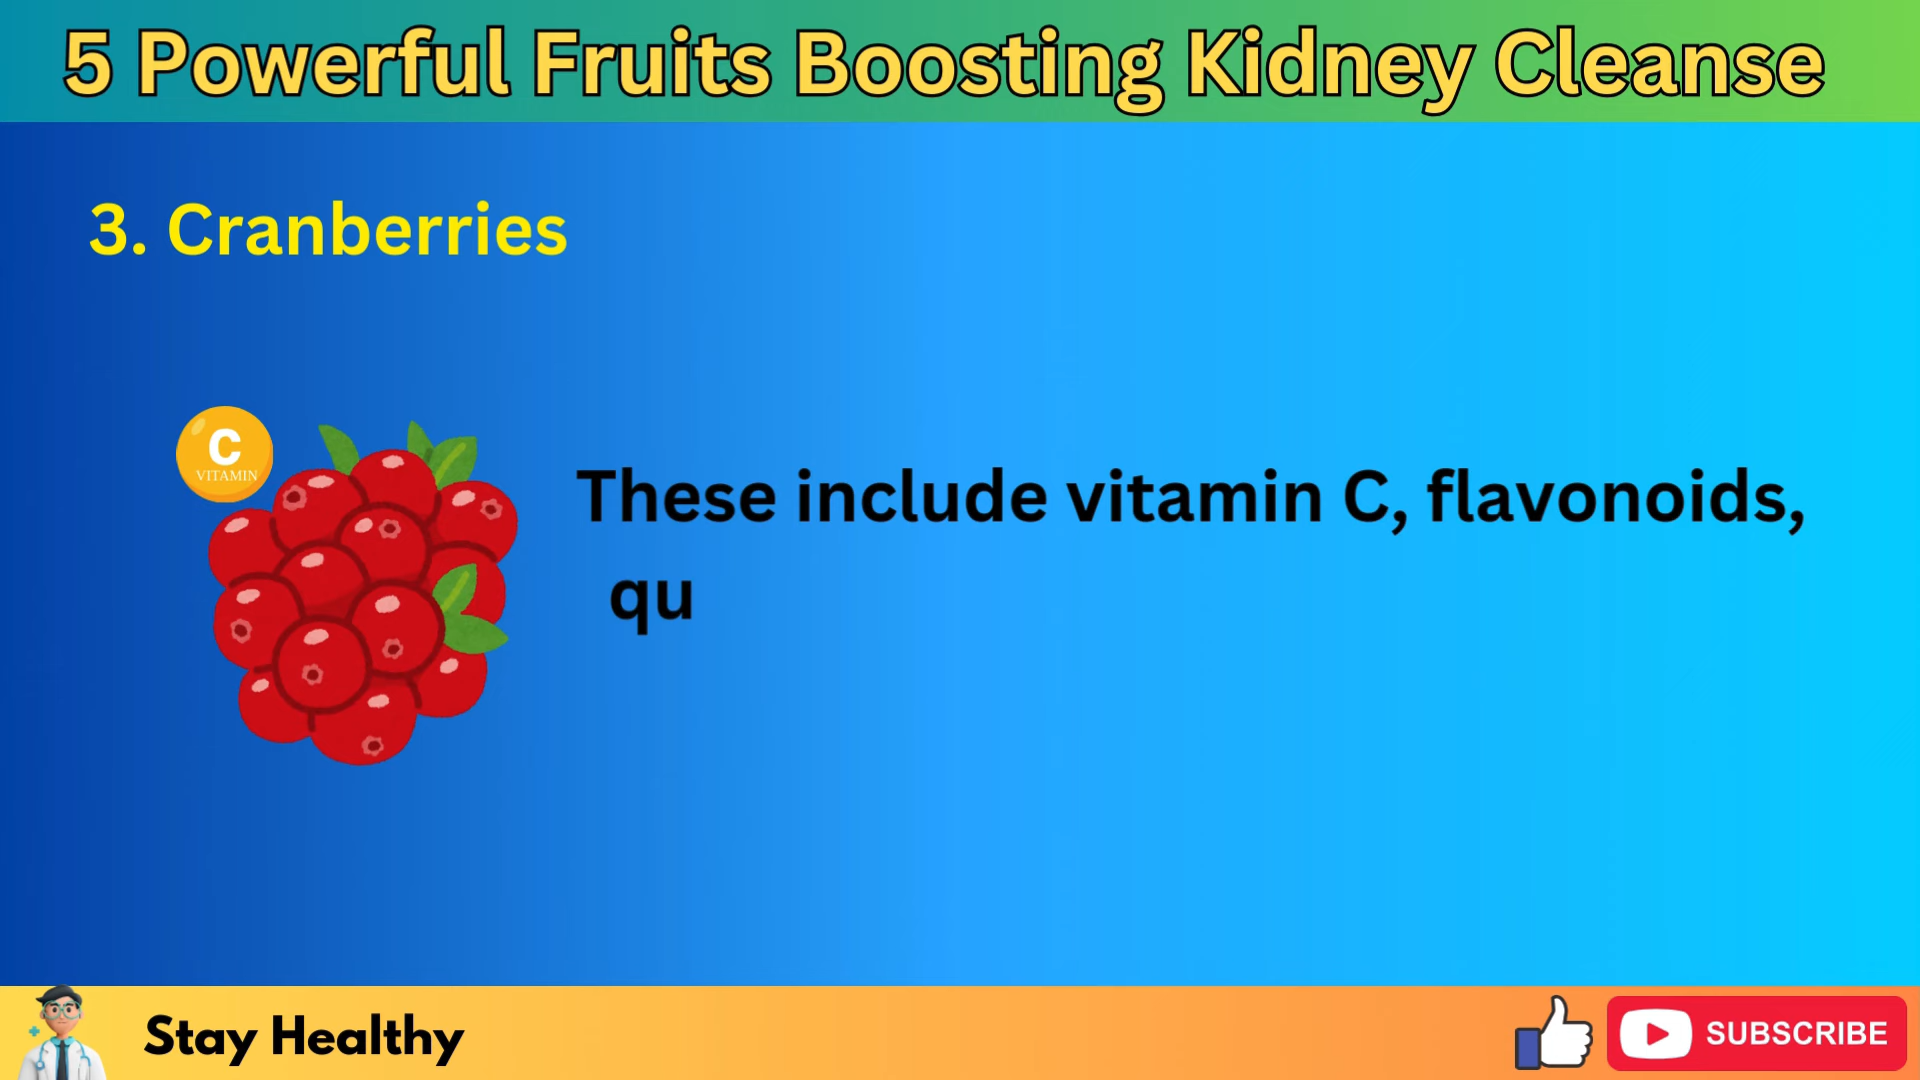 5 Powerful Fruits Boosting Kidney Cleanse
3. Cranberries
C
VITAMIN
These include vitamin C, flavonoids,
qu
Stay Healthy
SUBSCRIBE